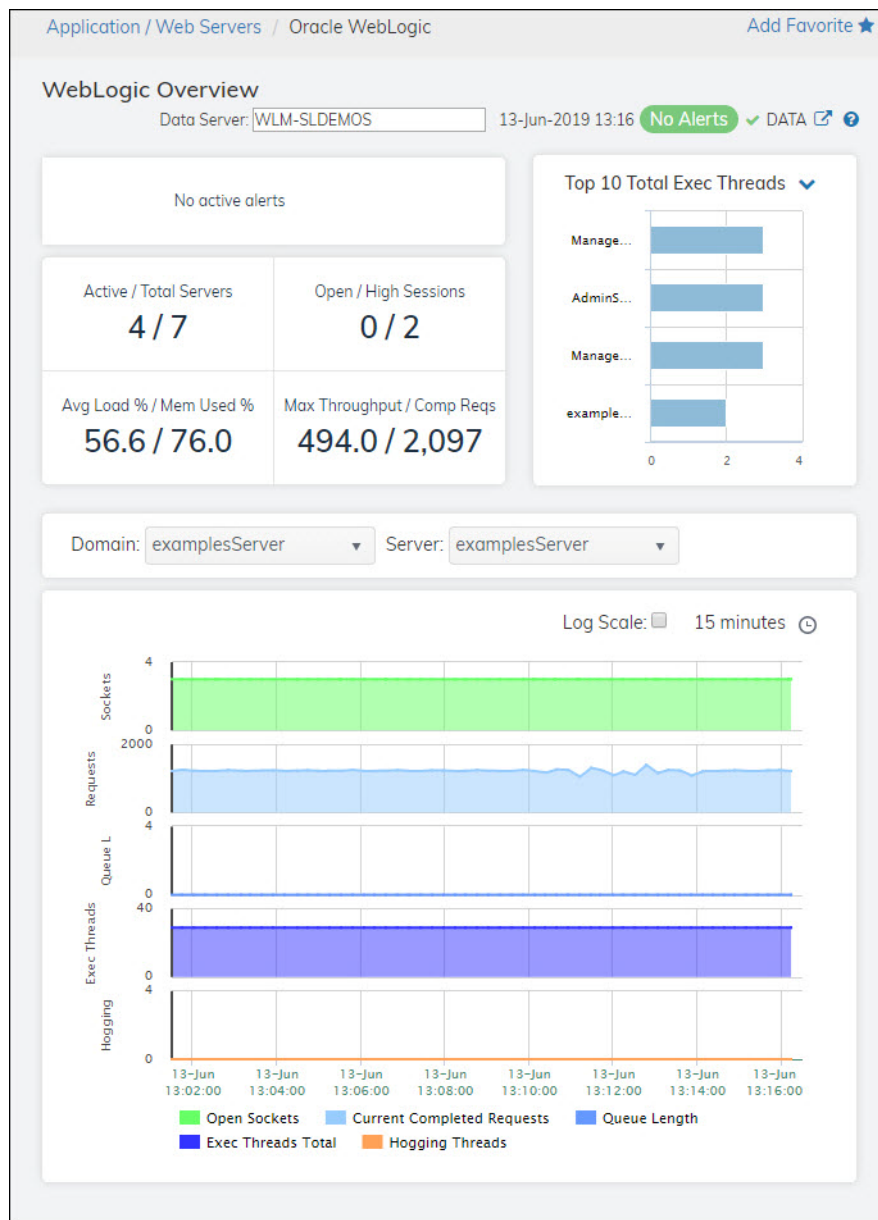 Application / Web Servers / Oracle WebLogic
Add Favorite
WebLogic Overview
Data Server: WLM-SLDEMOS
13-Jun-2019 13:16 No Alerts DATA
No active alerts
Top 10 Total Exec Threads
Manage...
AdminS...
Manage...
example...
0 2 4
Active / Total Servers
4 / 7
Open / High Sessions
0 / 2
Avg Load % / Mem Used %
56.6 / 76.0
Max Throughput / Comp Reqs
494.0 / 2,097
Domain: examplesServer
Server: examplesServer
Log Scale: 15 minutes
Sockets
4
0
Requests
2000
0
Queue L
4
0
Exec Threads
40
0
Hogging
4
0
13-Jun 13-Jun 13-Jun 13-Jun 13-Jun 13-Jun 13-Jun 13-Jun
13:02:00 13:04:00 13:06:00 13:08:00 13:10:00 13:12:00 13:14:00 13:16:00
Open Sockets Current Completed Requests Queue Length
Exec Threads Total Hogging Threads